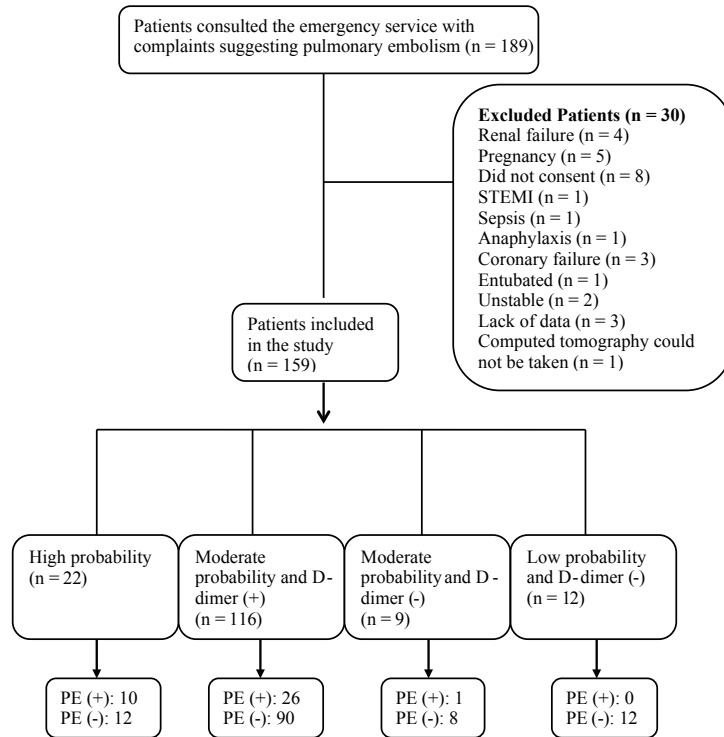 Patients consulted the emergency service with
complaints suggesting pulmonary embolism (n = 189)
Excluded Patients (n = 30)
Renal failure (n = 4)
Pregnancy (n = 5)
Did not consent (n = 8)
STEMI (n = 1)
Sepsis (n = 1)
Anaphylaxis (n = 1)
Coronary failure (n = 3)
Entubated (n = 1)
Unstable (n = 2)
Lack of data (n = 3)
Computed tomography could
not be taken (n = 1)
Patients included
in the study
(n = 159)
High probability
(n = 22)
Moderate
probability and D-
dimer (+)
(n = 116)
Moderate
probability and D -
dimer (-)
(n = 9)
Low probability
and D-dimer (-)
(n = 12)
PE (+): 10
PE (-): 12
PE (+): 26
PE (-): 90
PE (+): 1
PE (-): 8
PE (+): 0
PE (-): 12